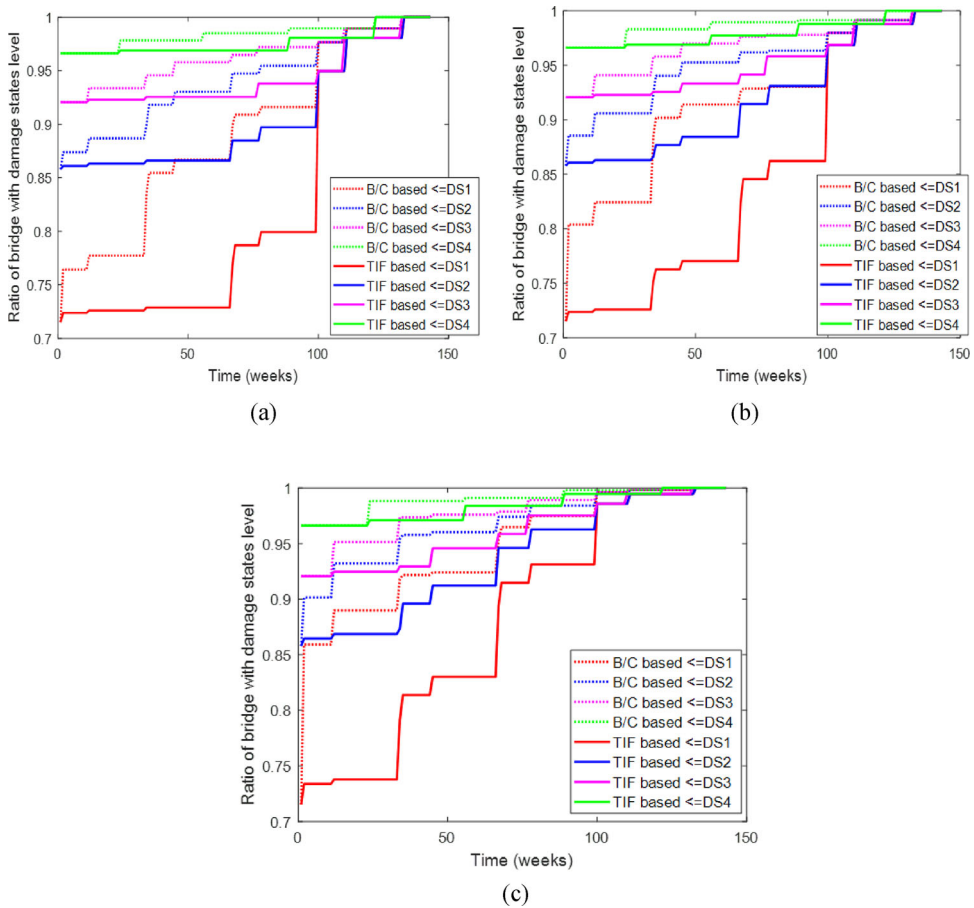 Ratio of bridge with damage states level
1
0.95
0.9
0.85
0.8
0.75
0.7
0
50
100
150
Time (weeks)
B/C based <=DS1
B/C based <=DS2
B/C based <=DS3
B/C based <=DS4
TIF based <=DS1
TIF based <=DS2
TIF based <=DS3
TIF based <=DS4
(a)
Ratio of bridge with damage states level
1
0.95
0.9
0.85
0.8
0.75
0.7
0
50
100
150
Time (weeks)
B/C based <=DS1
B/C based <=DS2
B/C based <=DS3
B/C based <=DS4
TIF based <=DS1
TIF based <=DS2
TIF based <=DS3
TIF based <=DS4
(b)
Ratio of bridge with damage states level
1
0.95
0.9
0.85
0.8
0.75
0.7
0
50
100
150
Time (weeks)
B/C based <=DS1
B/C based <=DS2
B/C based <=DS3
B/C based <=DS4
TIF based <=DS1
TIF based <=DS2
TIF based <=DS3
TIF based <=DS4
(c)